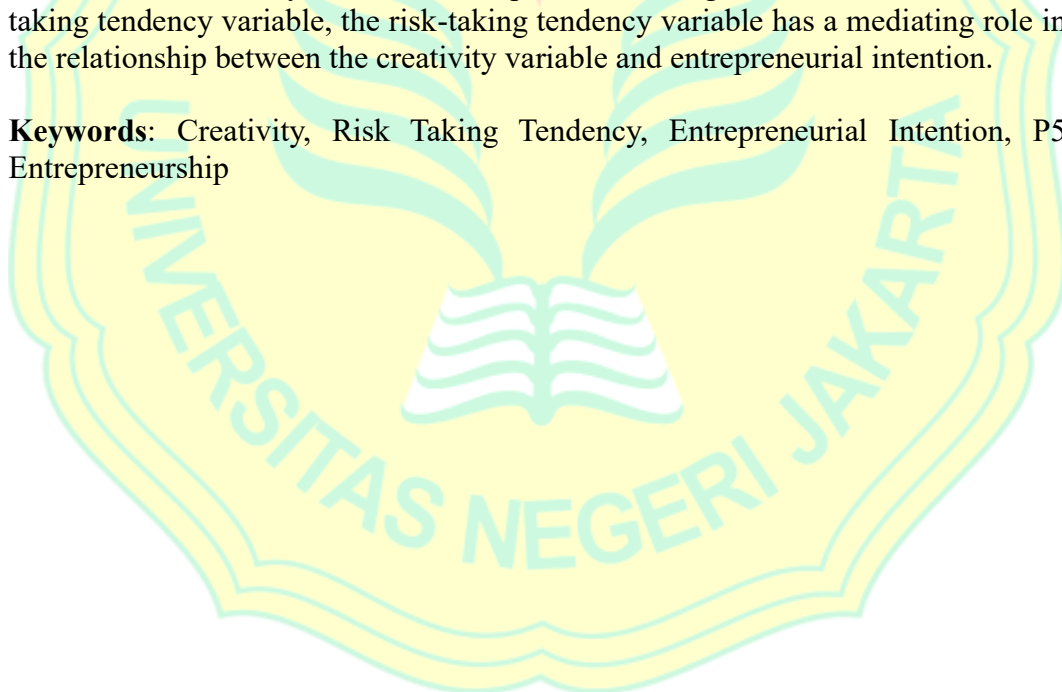 taking tendency variable, the risk-taking tendency variable has a mediating role in
the relationship between the creativity variable and entrepreneurial intention.
Keywords: Creativity, Risk Taking Tendency, Entrepreneurial Intention, P5
Entrepreneurship
UNIVERSITAS NEGERI JAKARTA